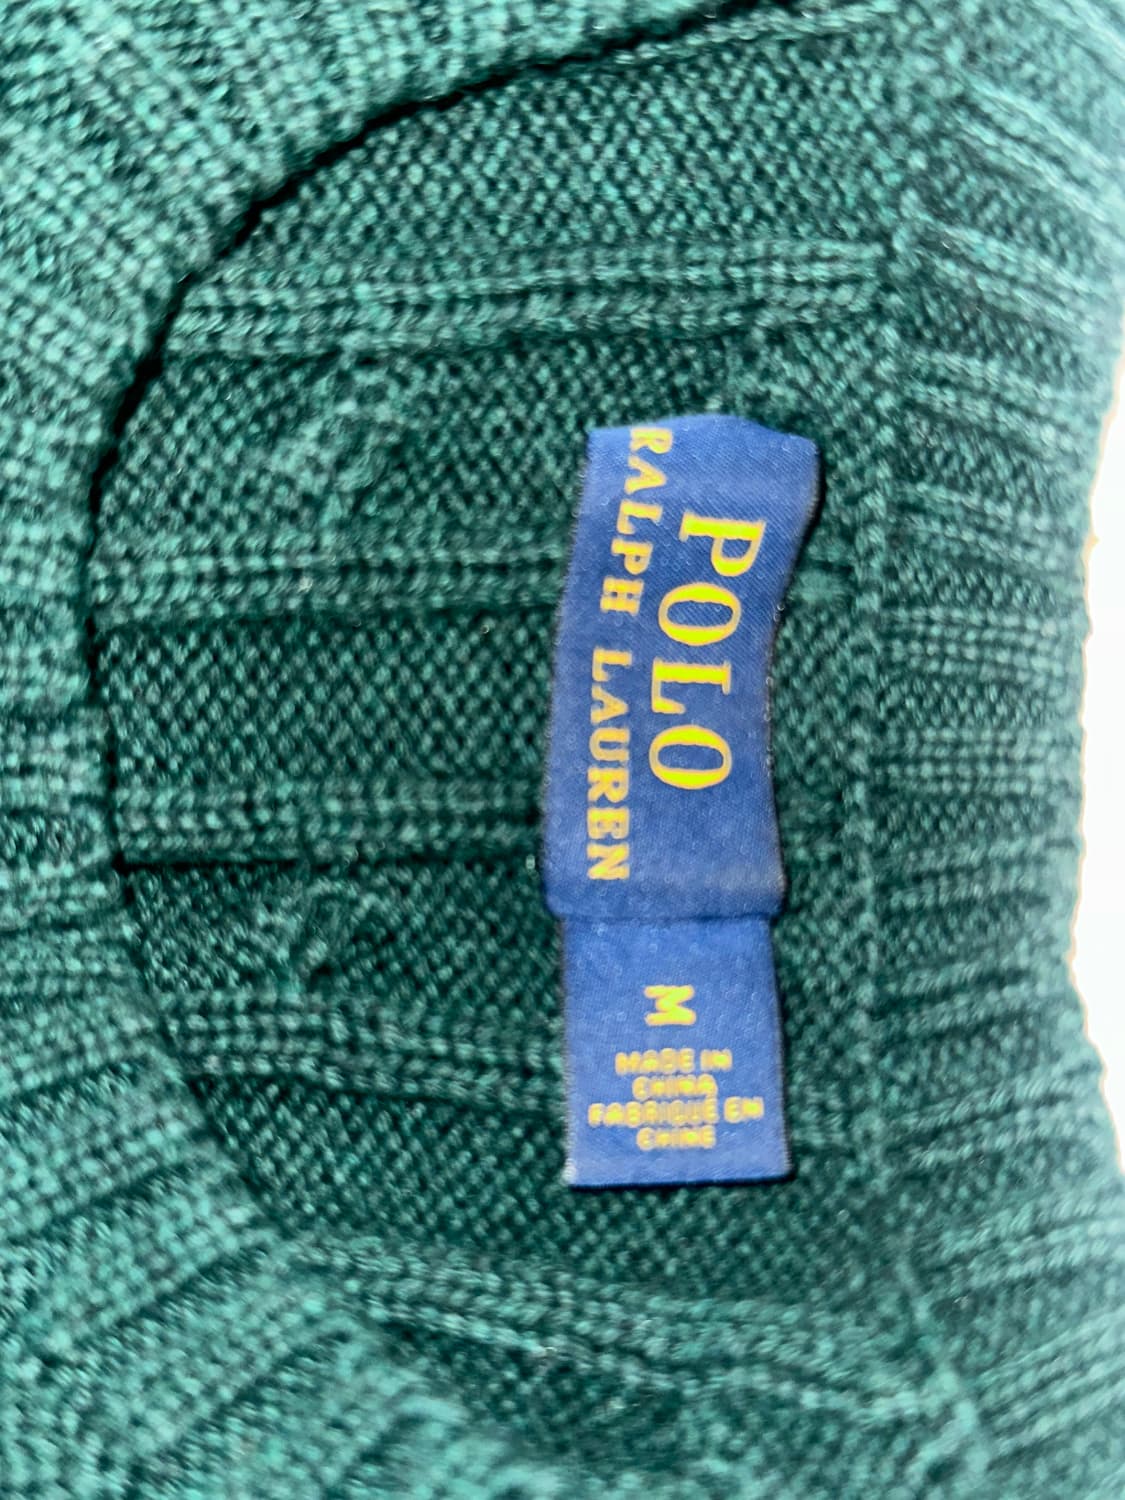 POLO
RALPH LAUREN
M
MADE IN
CHINA
FABRIQUÉ EN
CHINE